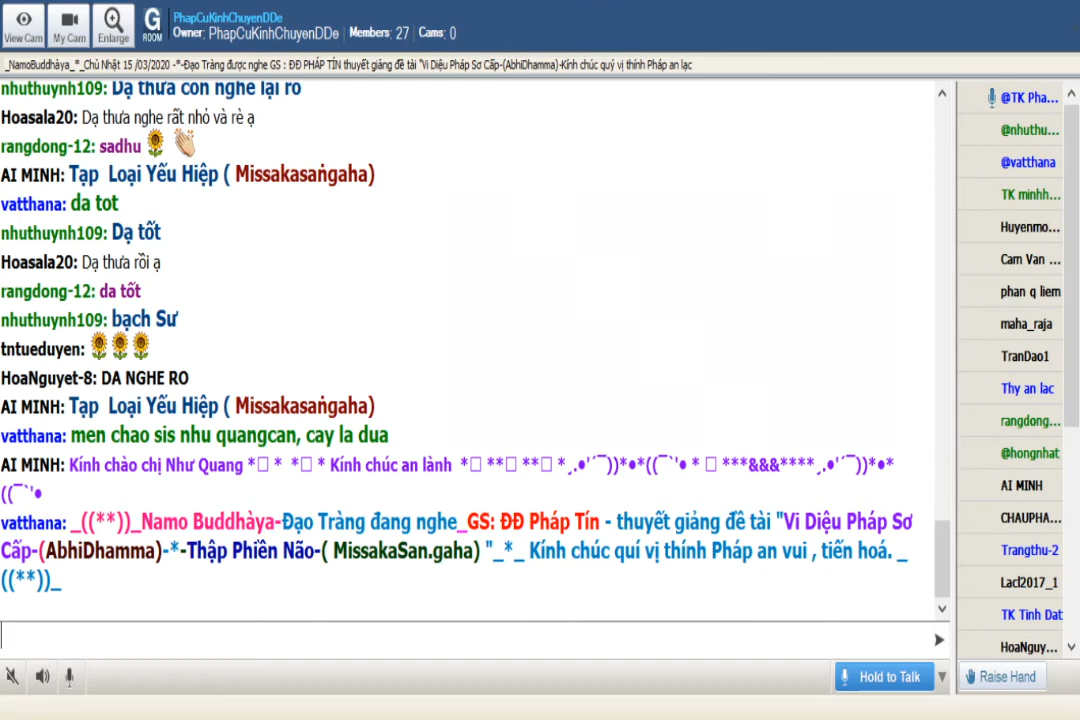 View Cam
My Cam
Enlarge
G
ROOM
PhapCuKinhChuyenDDe
Owner: PhapCuKinhChuyenDDe | Members: 27 | Cams: 0
_NamoBuddhàya_*_Chủ Nhật 15 /03/2020 -*-Đạo Tràng được nghe GS : ĐĐ PHÁP TÍN thuyết giảng đề tài "Vi Diệu Pháp Sơ Cấp-(AbhiDhamma)-Kính chúc quý vị thính Pháp an lạc
nhuthuynh109: Dạ thưa con nghe lại rõ
Hoasala20: Dạ thưa nghe rất nhỏ và rè ạ
rangdong-12: sadhu
AI MINH: Tạp Loại Yếu Hiệp ( Missakasaṅgaha)
vatthana: da tot
nhuthuynh109: Dạ tốt
Hoasala20: Dạ thưa rồi ạ
rangdong-12: da tốt
nhuthuynh109: bạch Sư
tntueduyen:
HoaNguyet-8: DA NGHE RO
AI MINH: Tạp Loại Yếu Hiệp ( Missakasaṅgaha)
vatthana: men chao sis nhu quangcan, cay la dua
AI MINH: Kính chào chị Như Quang *□ * *□ * Kính chúc an lành *□ **□ **□ *¸.•'´¯))*•*((¯`'• * □ ***&&&****¸.•'´¯))*•*
((¯`'•
vatthana: _((**))_Namo Buddhàya-Đạo Tràng đang nghe_GS: ĐĐ Pháp Tín - thuyết giảng đề tài "Vi Diệu Pháp Sơ
Cấp-(AbhiDhamma)-*-Thập Phiền Não-( MissakaSan.gaha) "_*_ Kính chúc quí vị thính Pháp an vui , tiến hoá. _
((**))_
@TK Pha...
@nhuthu...
@vatthana
TK minhh...
Huyenmo...
Cam Van ...
phan q liem
maha_raja
TranDao1
Thy an lac
rangdong...
@hongnhat
AI MINH
CHAUPHA...
Trangthu-2
Lacl2017_1
TK Tinh Dat
HoaNguy...
Hold to Talk
Raise Hand